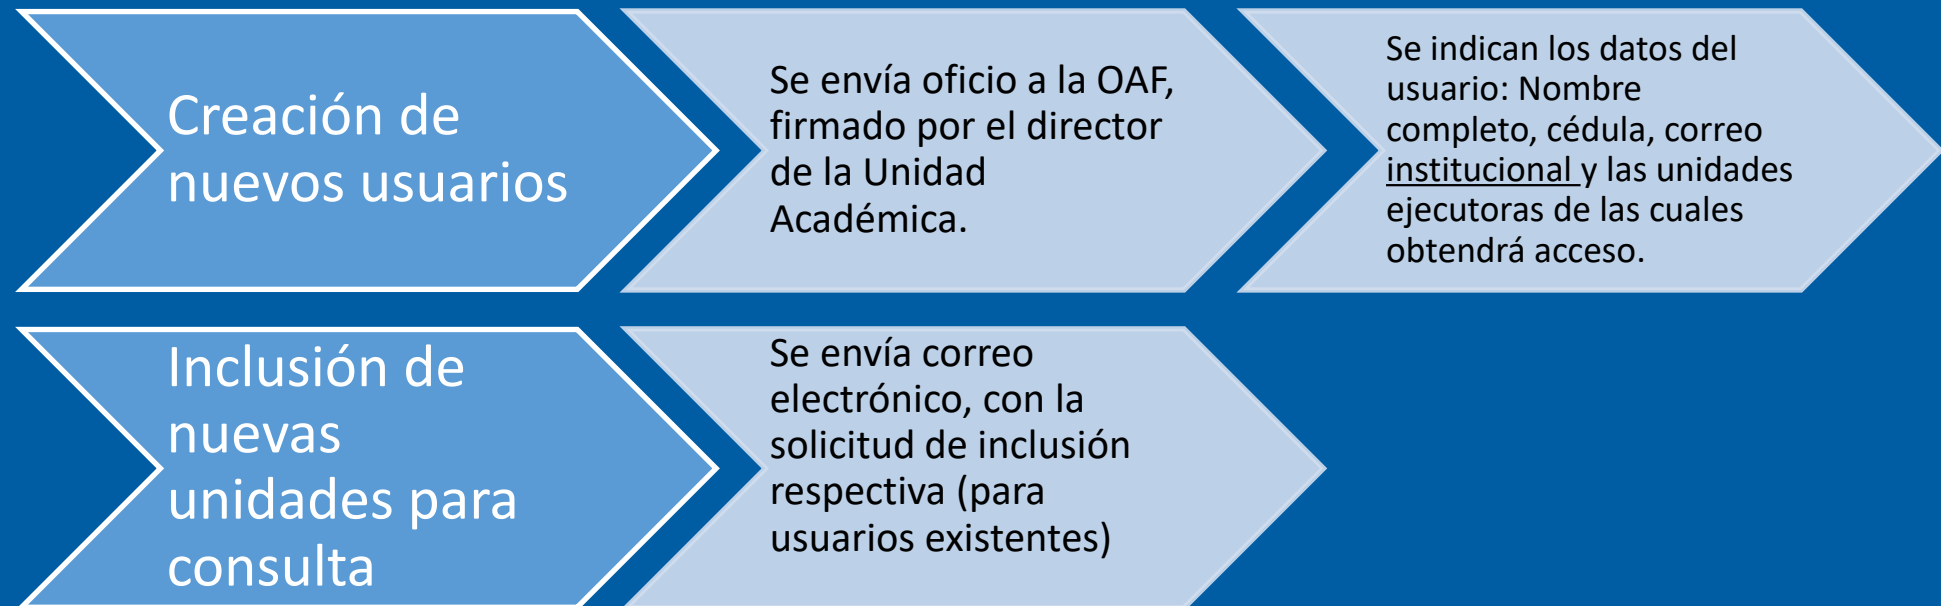 Creación de
nuevos usuarios
Se envía oficio a la OAF,
firmado por el director
de la Unidad
Académica.
Se indican los datos del
usuario: Nombre
completo, cédula, correo
institucional y las unidades
ejecutoras de las cuales
obtendrá acceso.
Inclusión de
nuevas
unidades para
consulta
Se envía correo
electrónico, con la
solicitud de inclusión
respectiva (para
usuarios existentes)